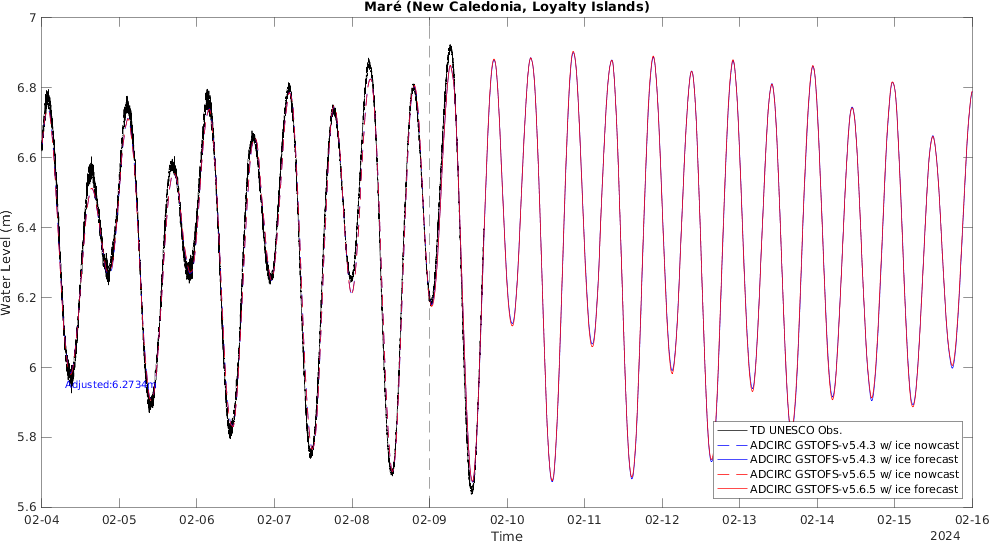 Maré (New Caledonia, Loyalty Islands)
7
6.8
6.6
6.4
6.2
6
5.8
5.6
Water Level (m)
Adjusted:6.2734m
TD UNESCO Obs.
ADCIRC GSTOFS-v5.4.3 w/ ice nowcast
ADCIRC GSTOFS-v5.4.3 w/ ice forecast
ADCIRC GSTOFS-v5.6.5 w/ ice nowcast
ADCIRC GSTOFS-v5.6.5 w/ ice forecast
02-04 02-05 02-06 02-07 02-08 02-09 02-10 02-11 02-12 02-13 02-14 02-15 02-16
Time
2024